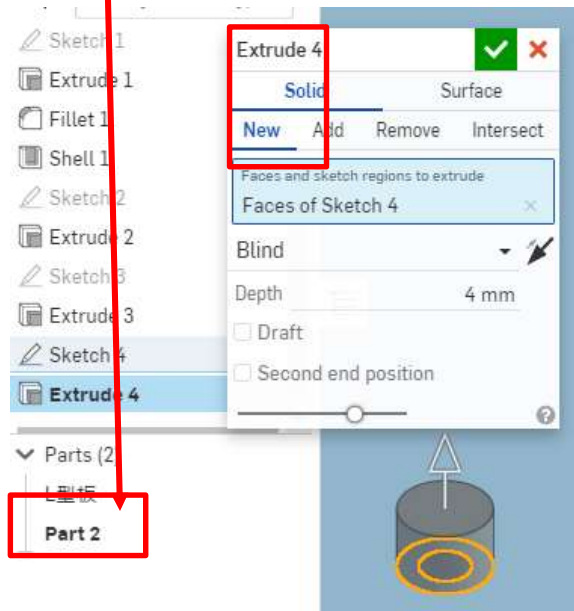 Sketch 1
Extrude 1
Fillet 1
Shell 1
Sketch 2
Extrude 2
Sketch 3
Extrude 3
Sketch 4
Extrude 4
Parts (2)
L型板
Part 2
Extrude 4
Solid Surface
New Add Remove Intersect
Faces and sketch regions to extrude
Faces of Sketch 4
Blind
Depth 4 mm
Draft
Second end position